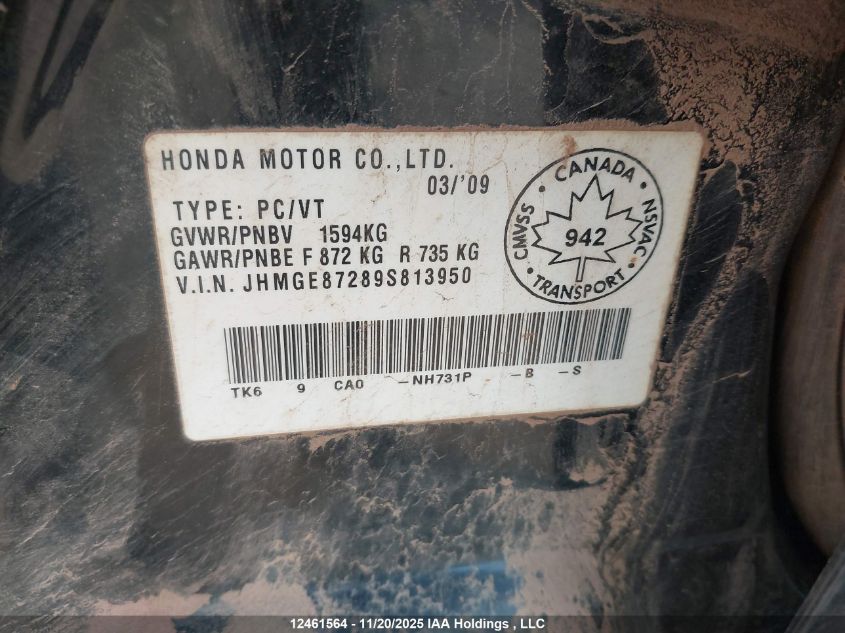 HONDA MOTOR CO.,LTD.
03/'09
TYPE: PC/VT
GVWR/PNBV 1594KG
GAWR/PNBE F 872 KG R 735 KG
V.I.N. JHMGE87289S813950
CANADA
CMVSS
NSVAC
942
TRANSPORT
TK6 9 CA0 -NH731P -B -S
12461564 - 11/20/2025 IAA Holdings , LLC